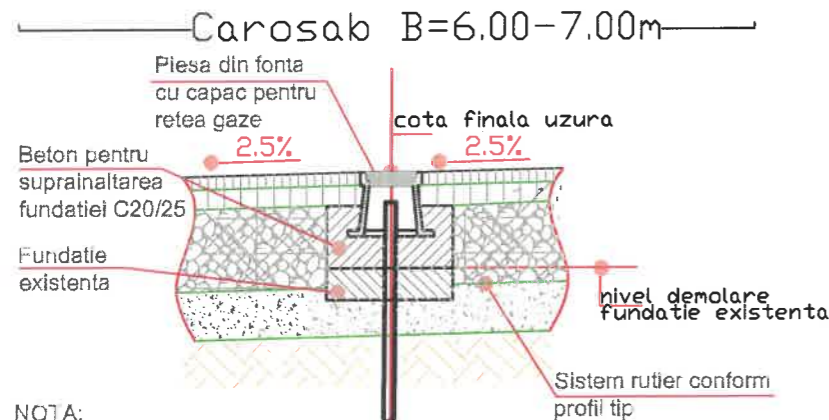 Carosab B=6.00-7.00m
Piesa din fonta
cu capac pentru
retea gaze
cota finala uzura
2.5%
2.5%
Beton pentru
suprainaltarea
fundatiei C20/25
Fundatie
existenta
nivel demolare
fundatie existenta
Sistem rutier conform
profil tip
NOTA: